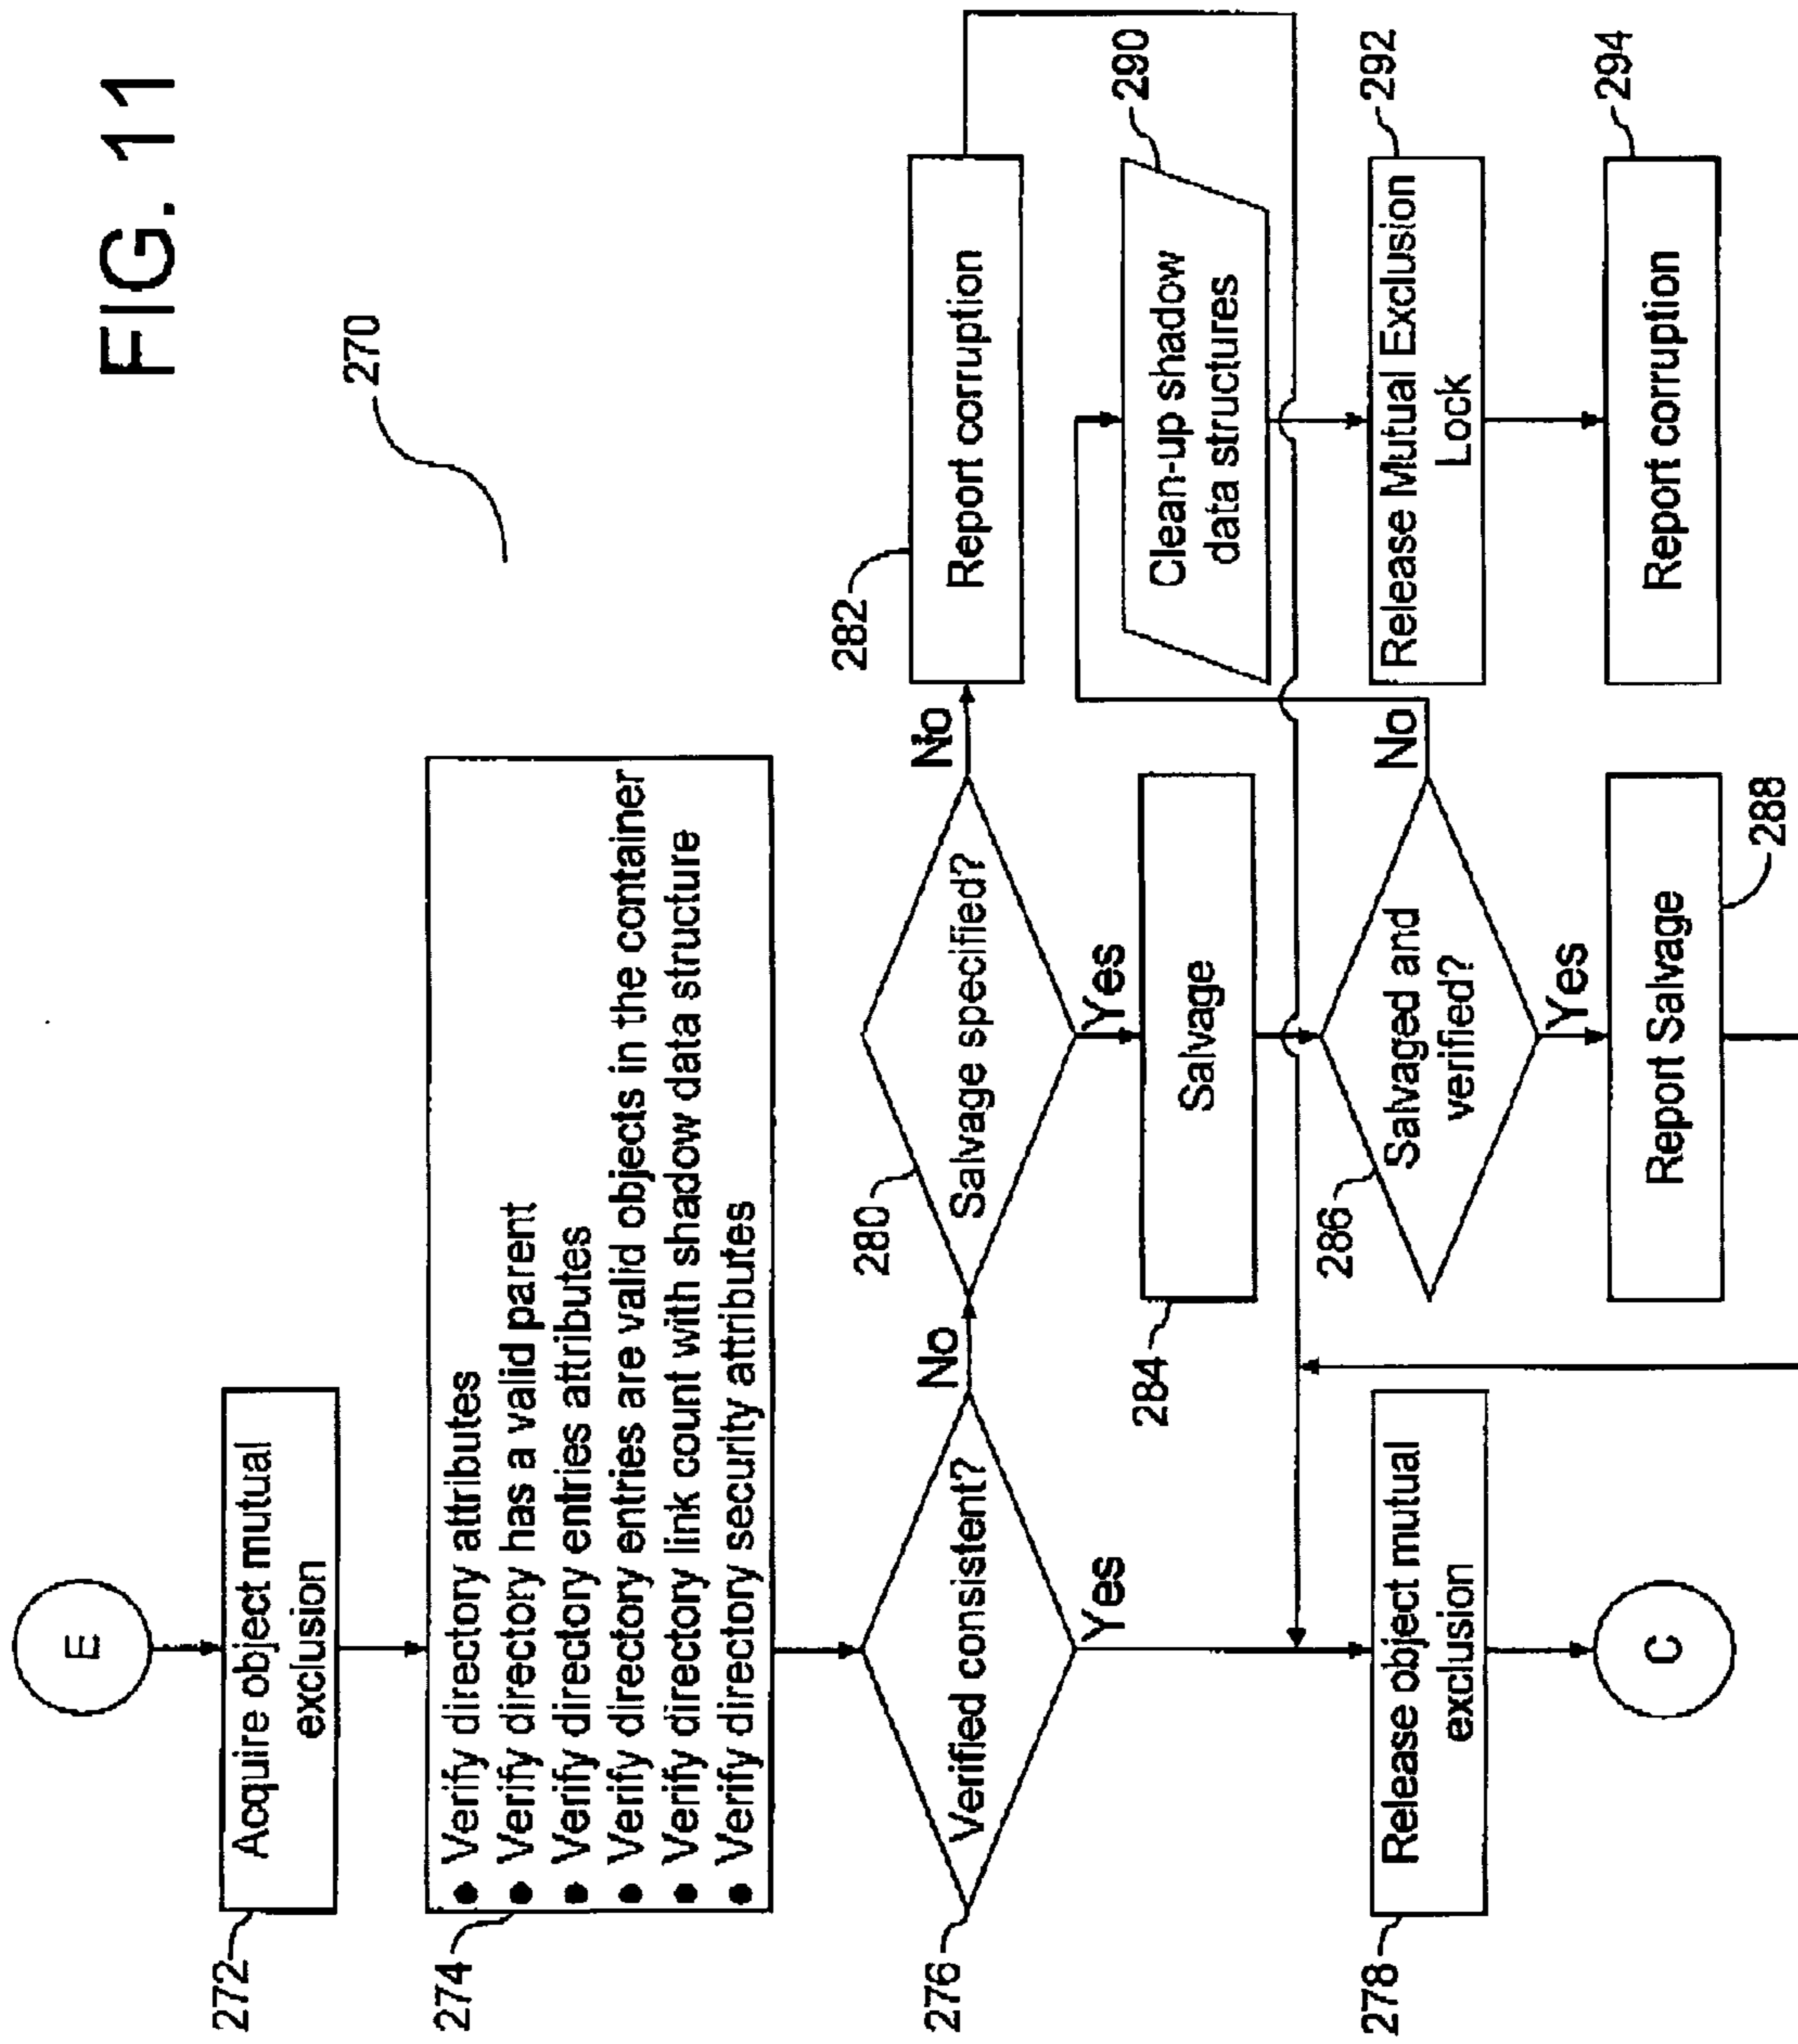 FIG. 11
270
E
272
Acquire object mutual
exclusion
274
● Verify directory attributes
● Verify directory has a valid parent
● Verify directory entries attributes
● Verify directory entries are valid objects in the container
● Verify directory link count with shadow data structure
● Verify directory security attributes
276
Verified consistent?
No
Yes
280
Salvage specified?
No
Yes
282
Report corruption
284
Salvage
290
Clean-up shadow
data structures
286
Salvaged and
verified?
No
Yes
292
Release Mutual Exclusion
Lock
278
Release object mutual
exclusion
288
Report Salvage
294
Report corruption
C